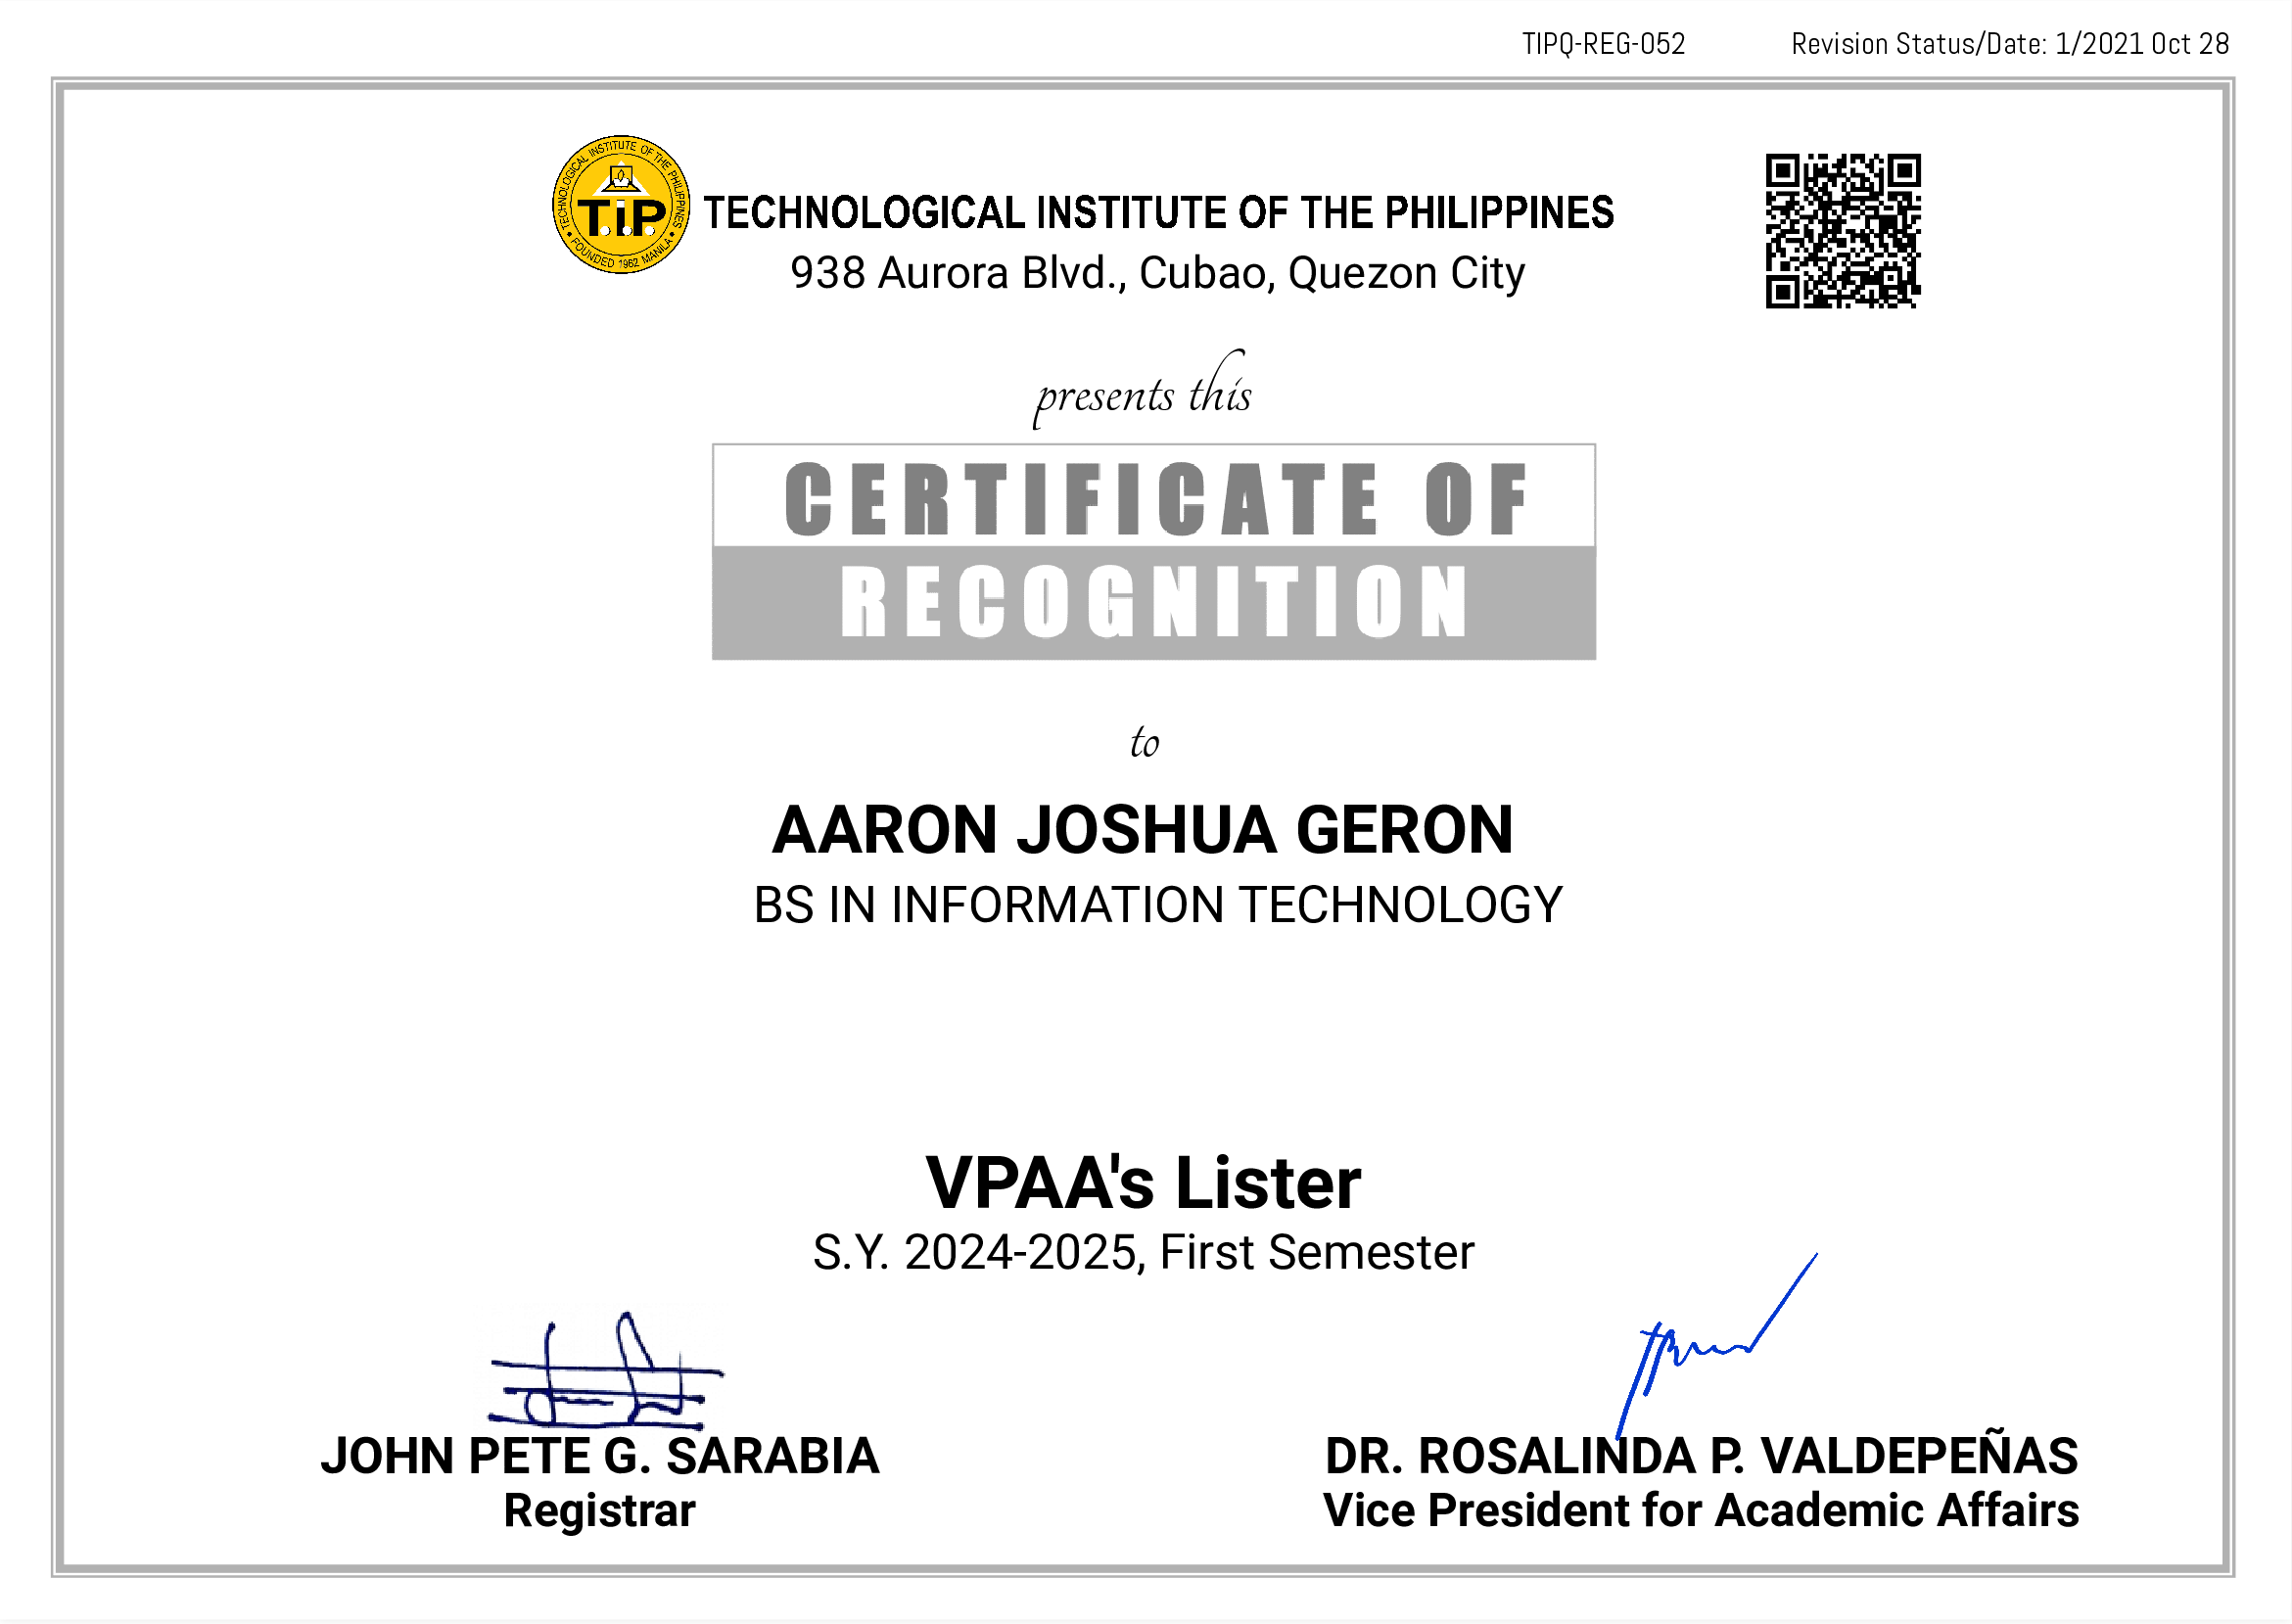 TIPQ-REG-052 Revision Status/Date: 1/2021 Oct 28
TECHNOLOGICAL INSTITUTE OF THE PHILIPPINES
T.I.P.
FOUNDED 1962 MANILA
TECHNOLOGICAL INSTITUTE OF THE PHILIPPINES
938 Aurora Blvd., Cubao, Quezon City
presents this
CERTIFICATE OF
RECOGNITION
to
AARON JOSHUA GERON
BS IN INFORMATION TECHNOLOGY
VPAA's Lister
S.Y. 2024-2025, First Semester
JOHN PETE G. SARABIA
Registrar
DR. ROSALINDA P. VALDEPEÑAS
Vice President for Academic Affairs